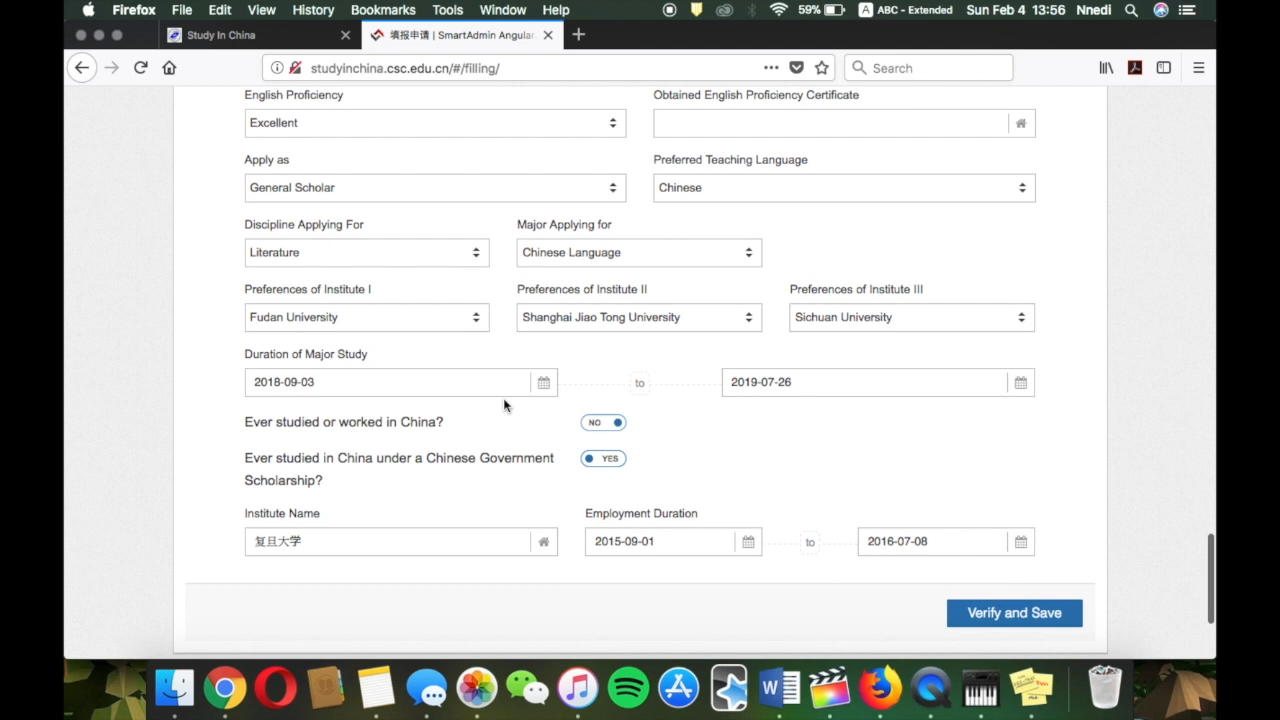 Firefox File Edit View History Bookmarks Tools Window Help 59% A ABC - Extended Sun Feb 4 13:56 Nnedi
Study In China 填报申请 | SmartAdmin Angular
studyinchina.csc.edu.cn/#/filling/ Search
English Proficiency Obtained English Proficiency Certificate
Excellent
Apply as Preferred Teaching Language
General Scholar Chinese
Discipline Applying For Major Applying for
Literature Chinese Language
Preferences of Institute I Preferences of Institute II Preferences of Institute III
Fudan University Shanghai Jiao Tong University Sichuan University
Duration of Major Study
2018-09-03 to 2019-07-26
Ever studied or worked in China? NO
Ever studied in China under a Chinese Government YES
Scholarship?
Institute Name Employment Duration
复旦大学 2015-09-01 to 2016-07-08
Verify and Save